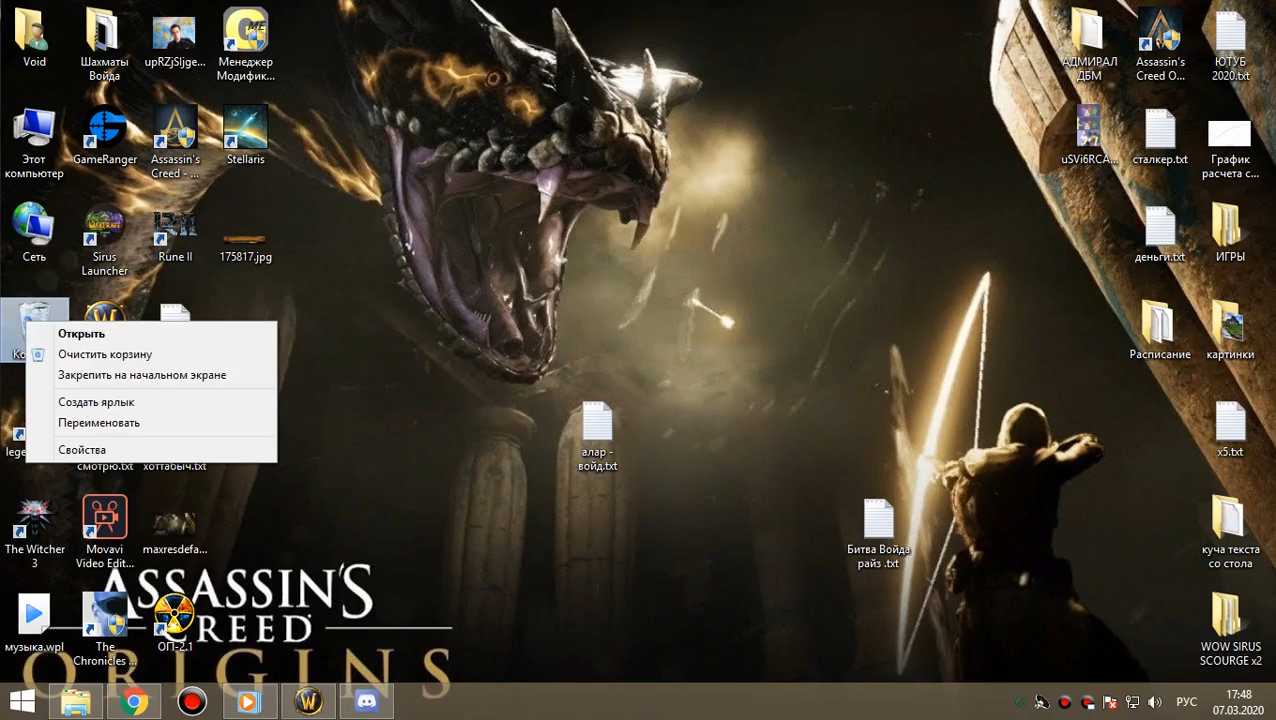 Void
Шахматы
Войда
upRZjSljge...
Менеджер
Модифик...
АДМИРАЛ
ДБМ
Assassin's
Creed O...
ЮТУБ
2020.txt
Этот
компьютер
GameRanger
Assassin's
Creed - ...
Stellaris
uSVi6RCA...
сталкер.txt
График
расчета с...
Сеть
Sirus
Launcher
Rune II
175817.jpg
деньги.txt
ИГРЫ
Открыть
Очистить корзину
Закрепить на начальном экране
Создать ярлык
Переименовать
Свойства
Расписание
картинки
смотрю.txt
хоттабыч.txt
алар -
войд.txt
x5.txt
The Witcher
3
Movavi
Video Edit...
maxresdefa...
Битва Войда
райз .txt
куча текста
со стола
ASSASSIN'S
CREED
ORIGINS
музыка.wpl
The
Chronicles ...
ОП-2.1
WOW SIRUS
SCOURGE x2
РУС
17:48
07.03.2020